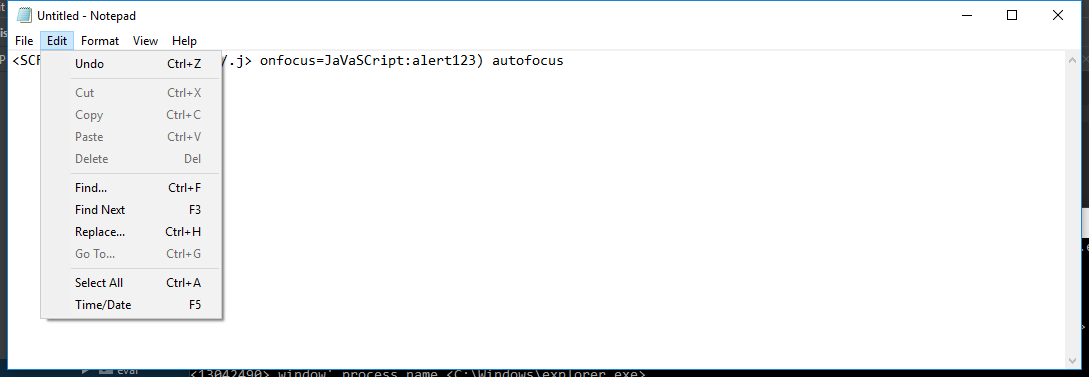 Untitled - Notepad
File Edit Format View Help
/.j> onfocus=JaVaSCript:alert123) autofocus
Undo Ctrl+Z
Cut Ctrl+X
Copy Ctrl+C
Paste Ctrl+V
Delete Del
Find... Ctrl+F
Find Next F3
Replace... Ctrl+H
Go To... Ctrl+G
Select All Ctrl+A
Time/Date F5
eval
<13042490> window' process name <C:\Windows\explorer.exe>